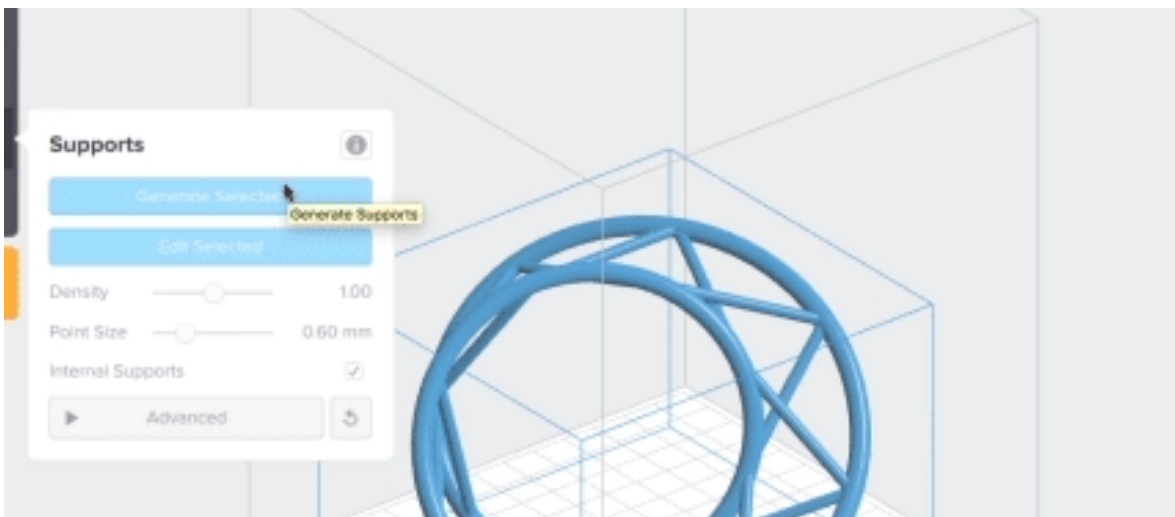 Supports
Generate Selected
Generate Supports
Edit Selected
Density 1.00
Point Size 0.60 mm
Internal Supports
Advanced